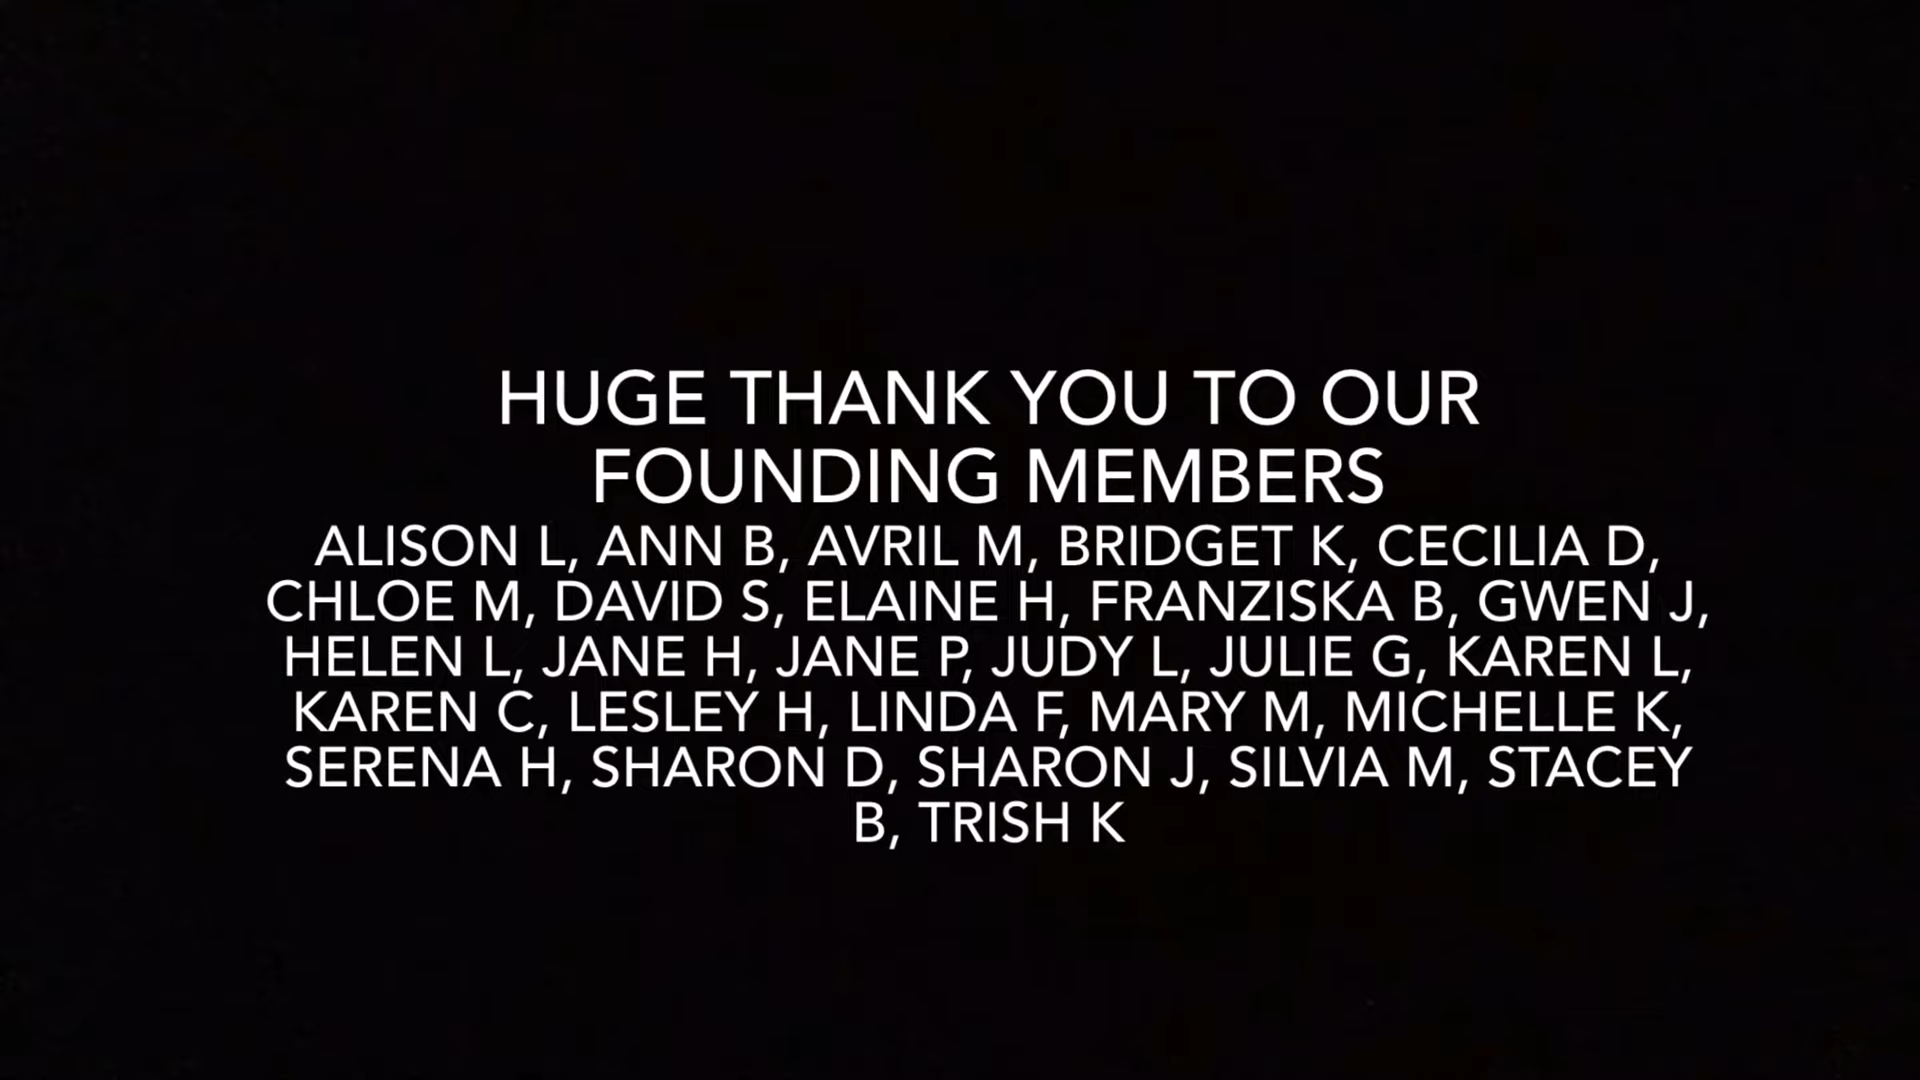 HUGE THANK YOU TO OUR
FOUNDING MEMBERS
ALISON L, ANN B, AVRIL M, BRIDGET K, CECILIA D,
CHLOE M, DAVID S, ELAINE H, FRANZISKA B, GWEN J,
HELEN L, JANE H, JANE P, JUDY L, JULIE G, KAREN L,
KAREN C, LESLEY H, LINDA F, MARY M, MICHELLE K,
SERENA H, SHARON D, SHARON J, SILVIA M, STACEY
B, TRISH K